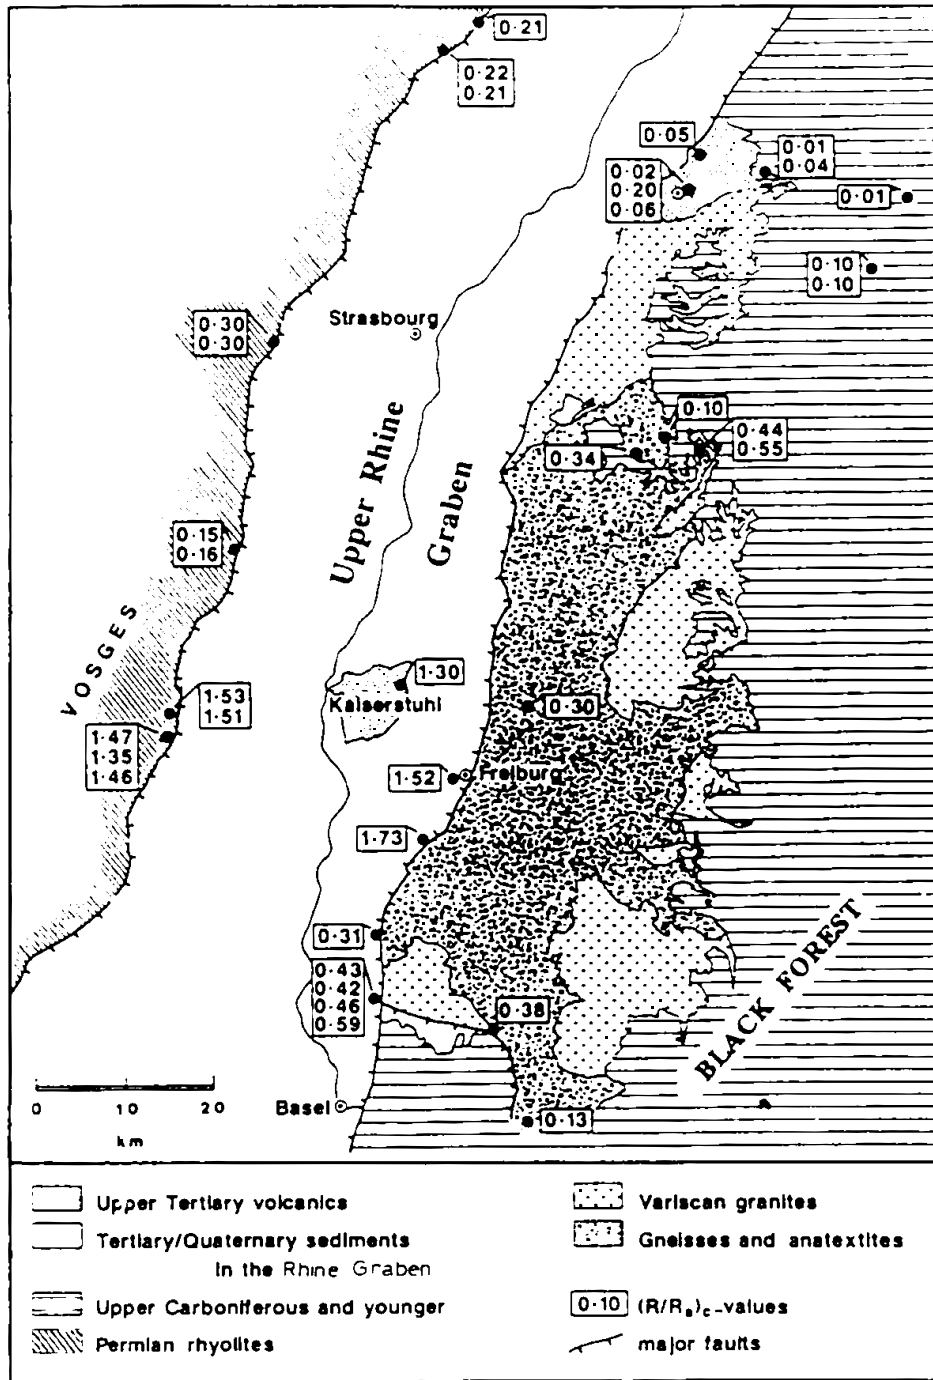 0·21
0·22
0·21
0·05
0·01
0·04
0·02
0·20
0·06
0·01
0·10
0·10
0·30
0·30
Strasbourg
0·10
0·44
0·55
0·34
Upper Rhine
Graben
0·15
0·16
VOSGES
1·30
Kaiserstuhl
1·53
1·51
0·30
1·47
1·35
1·46
1·52
Freiburg
1·73
0·31
0·43
0·42
0·46
0·59
0·38
BLACK FOREST
Basel
0·13
0 10 20
km
Upper Tertiary volcanics
Tertiary/Quaternary sediments
in the Rhine Graben
Upper Carboniferous and younger
Permian rhyolites
Variscan granites
Gneisses and anatextites
0·10 (R/Rₐ)c-values
major faults